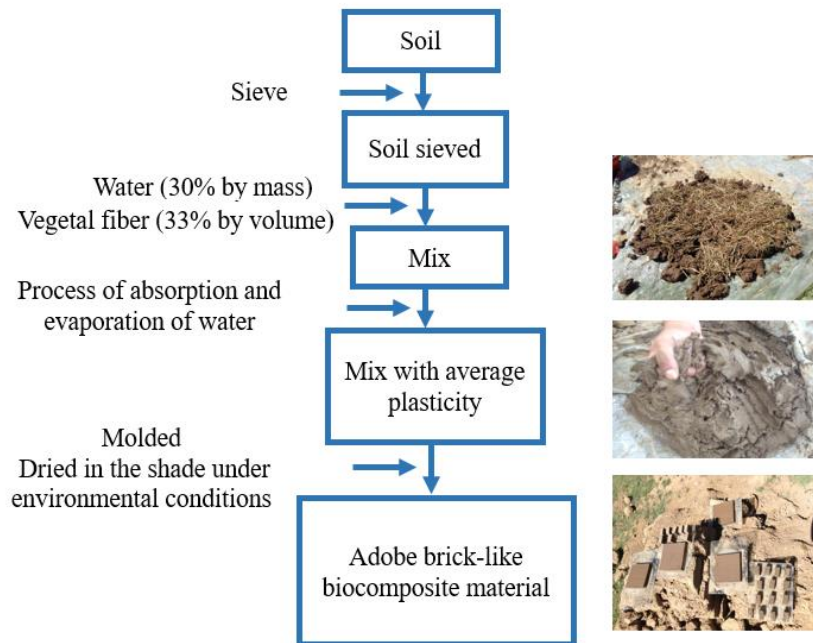 Soil
Sieve
Soil sieved
Water (30% by mass)
Vegetal fiber (33% by volume)
Mix
Process of absorption and
evaporation of water
Mix with average
plasticity
Molded
Dried in the shade under
environmental conditions
Adobe brick-like
biocomposite material